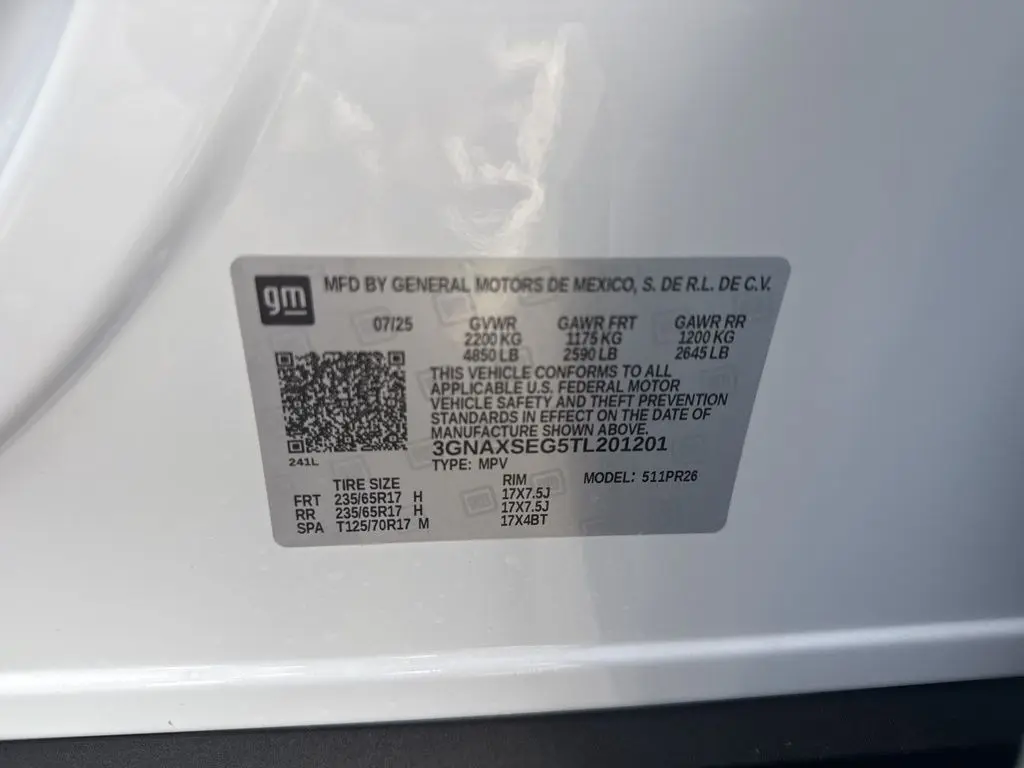 gm
MFD BY GENERAL MOTORS DE MEXICO, S. DE R.L. DE C.V.
07/25 GVWR GAWR FRT GAWR RR
2200 KG 1175 KG 1200 KG
4850 LB 2590 LB 2645 LB
THIS VEHICLE CONFORMS TO ALL
APPLICABLE U.S. FEDERAL MOTOR
VEHICLE SAFETY AND THEFT PREVENTION
STANDARDS IN EFFECT ON THE DATE OF
MANUFACTURE SHOWN ABOVE.
3GNAXSEG5TL201201
241L
TYPE: MPV MODEL: 511PR26
TIRE SIZE RIM
FRT 235/65R17 H 17X7.5J
RR 235/65R17 H 17X7.5J
SPA T125/70R17 M 17X4BT